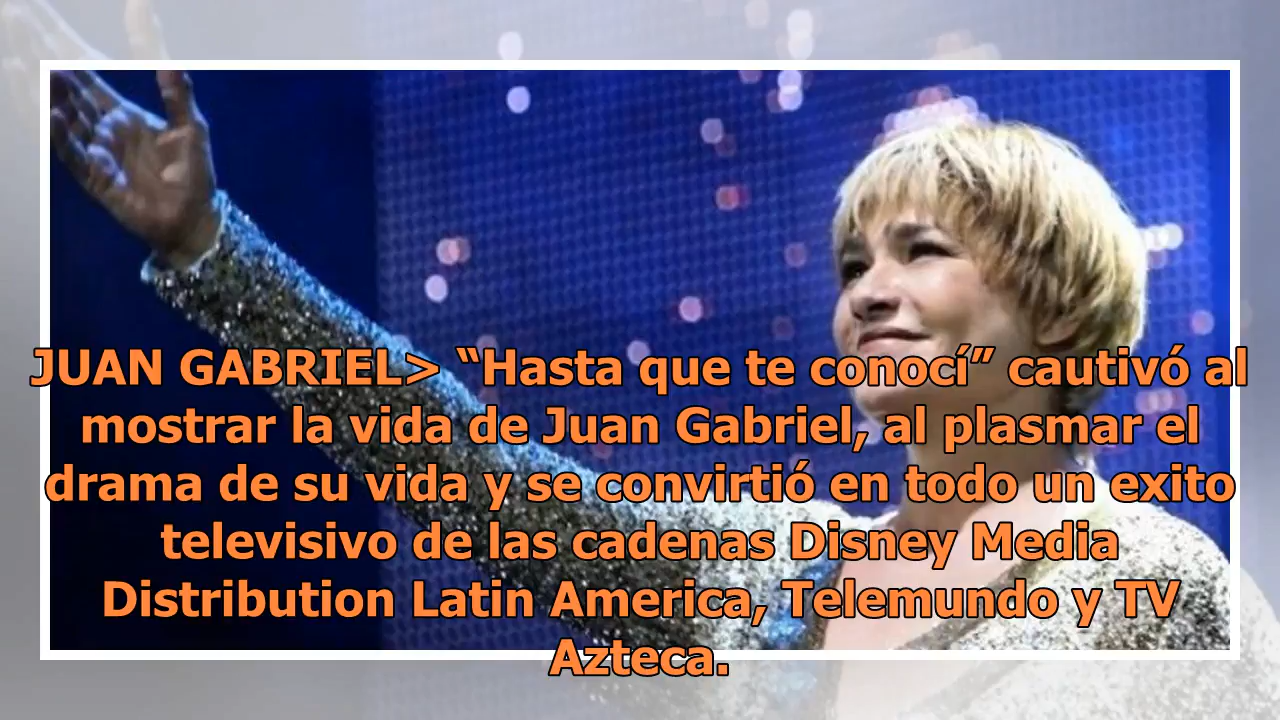 JUAN GABRIEL> “Hasta que te conocí” cautivó al
mostrar la vida de Juan Gabriel, al plasmar el
drama de su vida y se convirtió en todo un exito
televisivo de las cadenas Disney Media
Distribution Latin America, Telemundo y TV
Azteca.